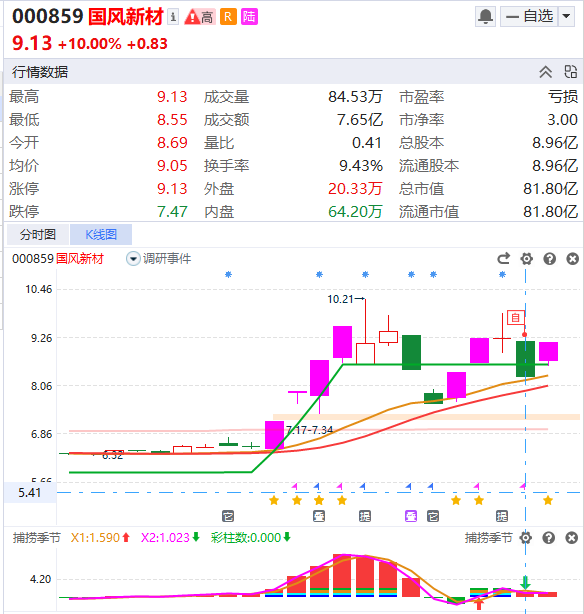 000859 国风新材 i 高 R 陆 自选
9.13 +10.00% +0.83
行情数据
最高 9.13 成交量 84.53万 市盈率 亏损
最低 8.55 成交额 7.65亿 市净率 3.00
今开 8.69 量比 0.41 总股本 8.96亿
均价 9.05 换手率 9.43% 流通股本 8.96亿
涨停 9.13 外盘 20.33万 总市值 81.80亿
跌停 7.47 内盘 64.20万 流通市值 81.80亿
分时图 K线图
000859 国风新材 调研事件
10.46
10.21
自
9.26
8.06
7.17-7.34
6.86
6.32
5.66
5.41
它 叠 提 叠 它 提
捕捞季节 X1:1.590 X2:1.023 彩柱数:0.000 捕捞季节
4.20